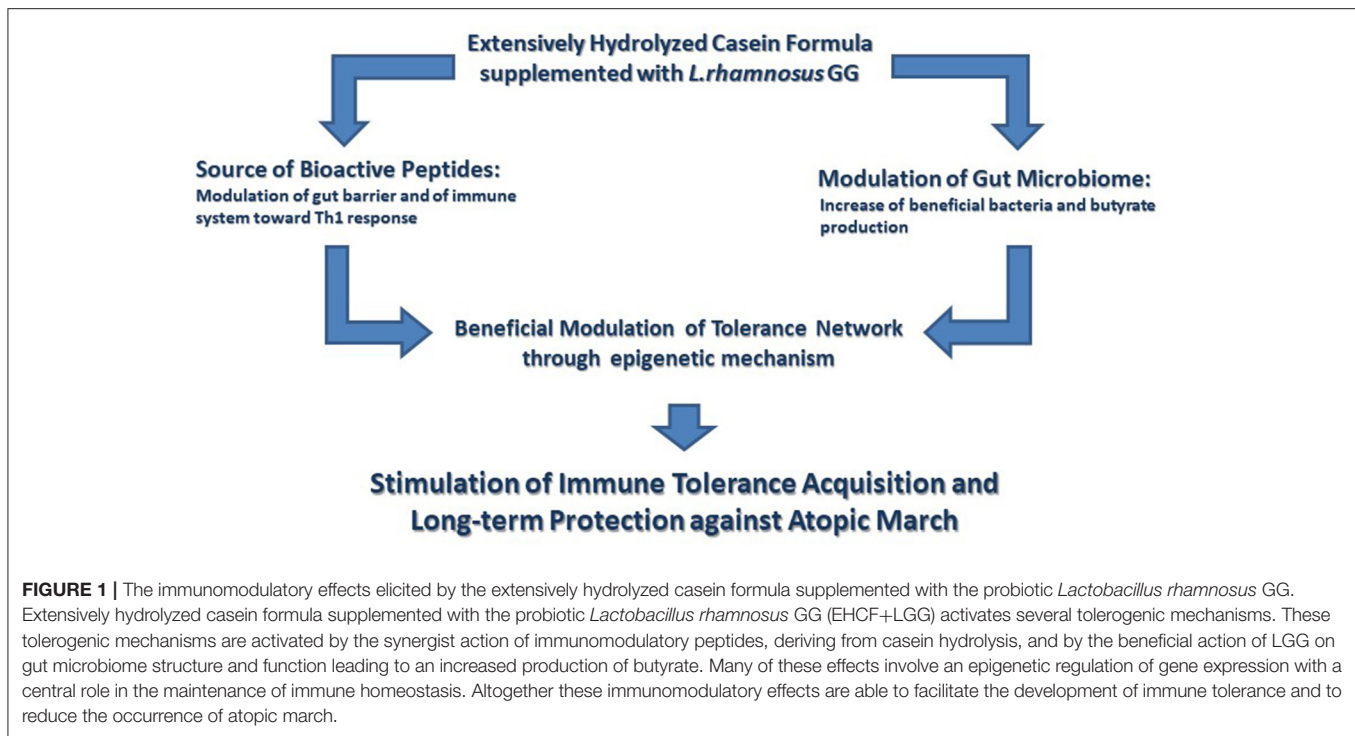 Extensively Hydrolyzed Casein Formula
supplemented with L.rhamnosus GG
Source of Bioactive Peptides:
Modulation of gut barrier and of immune
system toward Th1 response
Modulation of Gut Microbiome:
Increase of beneficial bacteria and butyrate
production
Beneficial Modulation of Tolerance Network
through epigenetic mechanism
Stimulation of Immune Tolerance Acquisition and
Long-term Protection against Atopic March
FIGURE 1 | The immunomodulatory effects elicited by the extensively hydrolyzed casein formula supplemented with the probiotic Lactobacillus rhamnosus GG.
Extensively hydrolyzed casein formula supplemented with the probiotic Lactobacillus rhamnosus GG (EHCF+LGG) activates several tolerogenic mechanisms. These
tolerogenic mechanisms are activated by the synergist action of immunomodulatory peptides, deriving from casein hydrolysis, and by the beneficial action of LGG on
gut microbiome structure and function leading to an increased production of butyrate. Many of these effects involve an epigenetic regulation of gene expression with a
central role in the maintenance of immune homeostasis. Altogether these immunomodulatory effects are able to facilitate the development of immune tolerance and to
reduce the occurrence of atopic march.